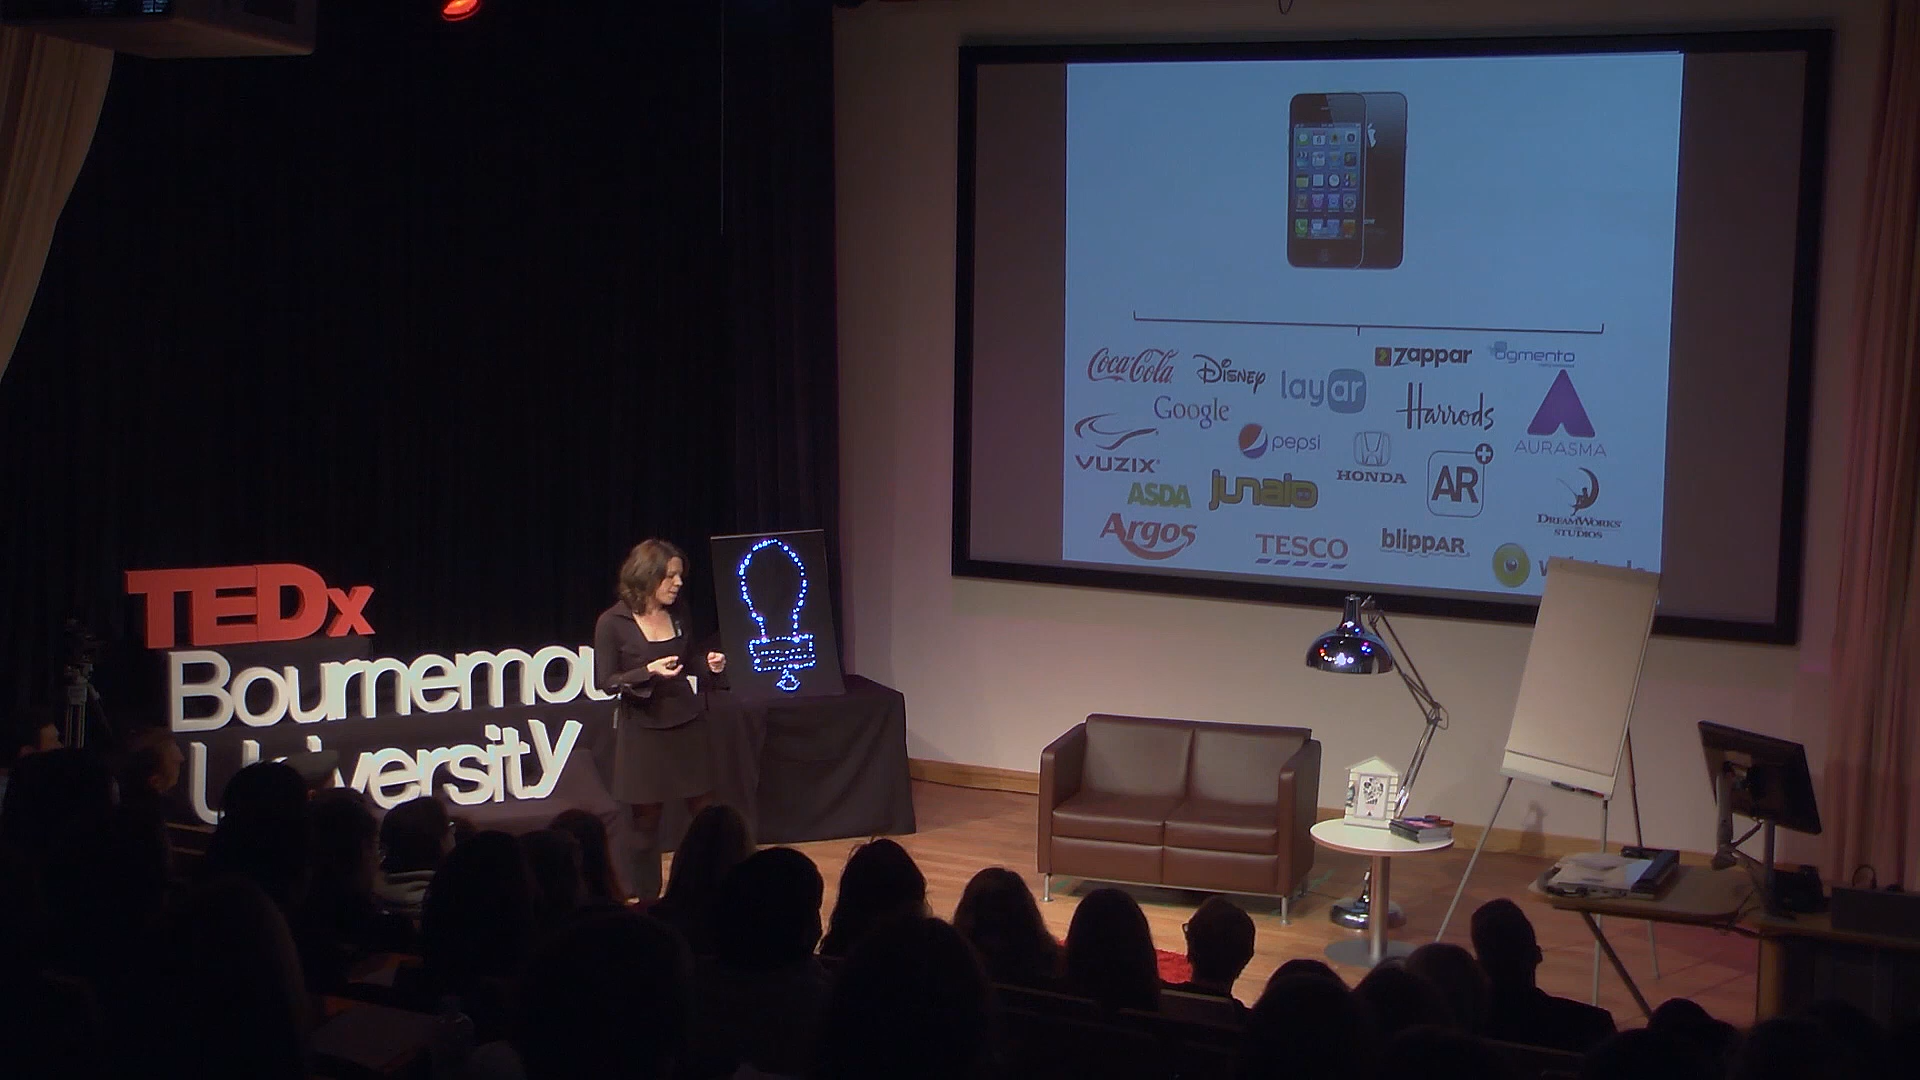 TEDx
Bournemou
University
zappar
ogmento
Coca-Cola
Disney
layar
Google
Harrods
AURASMA
pepsi
HONDA
VUZIX
AR+
ASDA
junaio
DREAMWORKS
STUDIOS
Argos
TESCO
blippAR